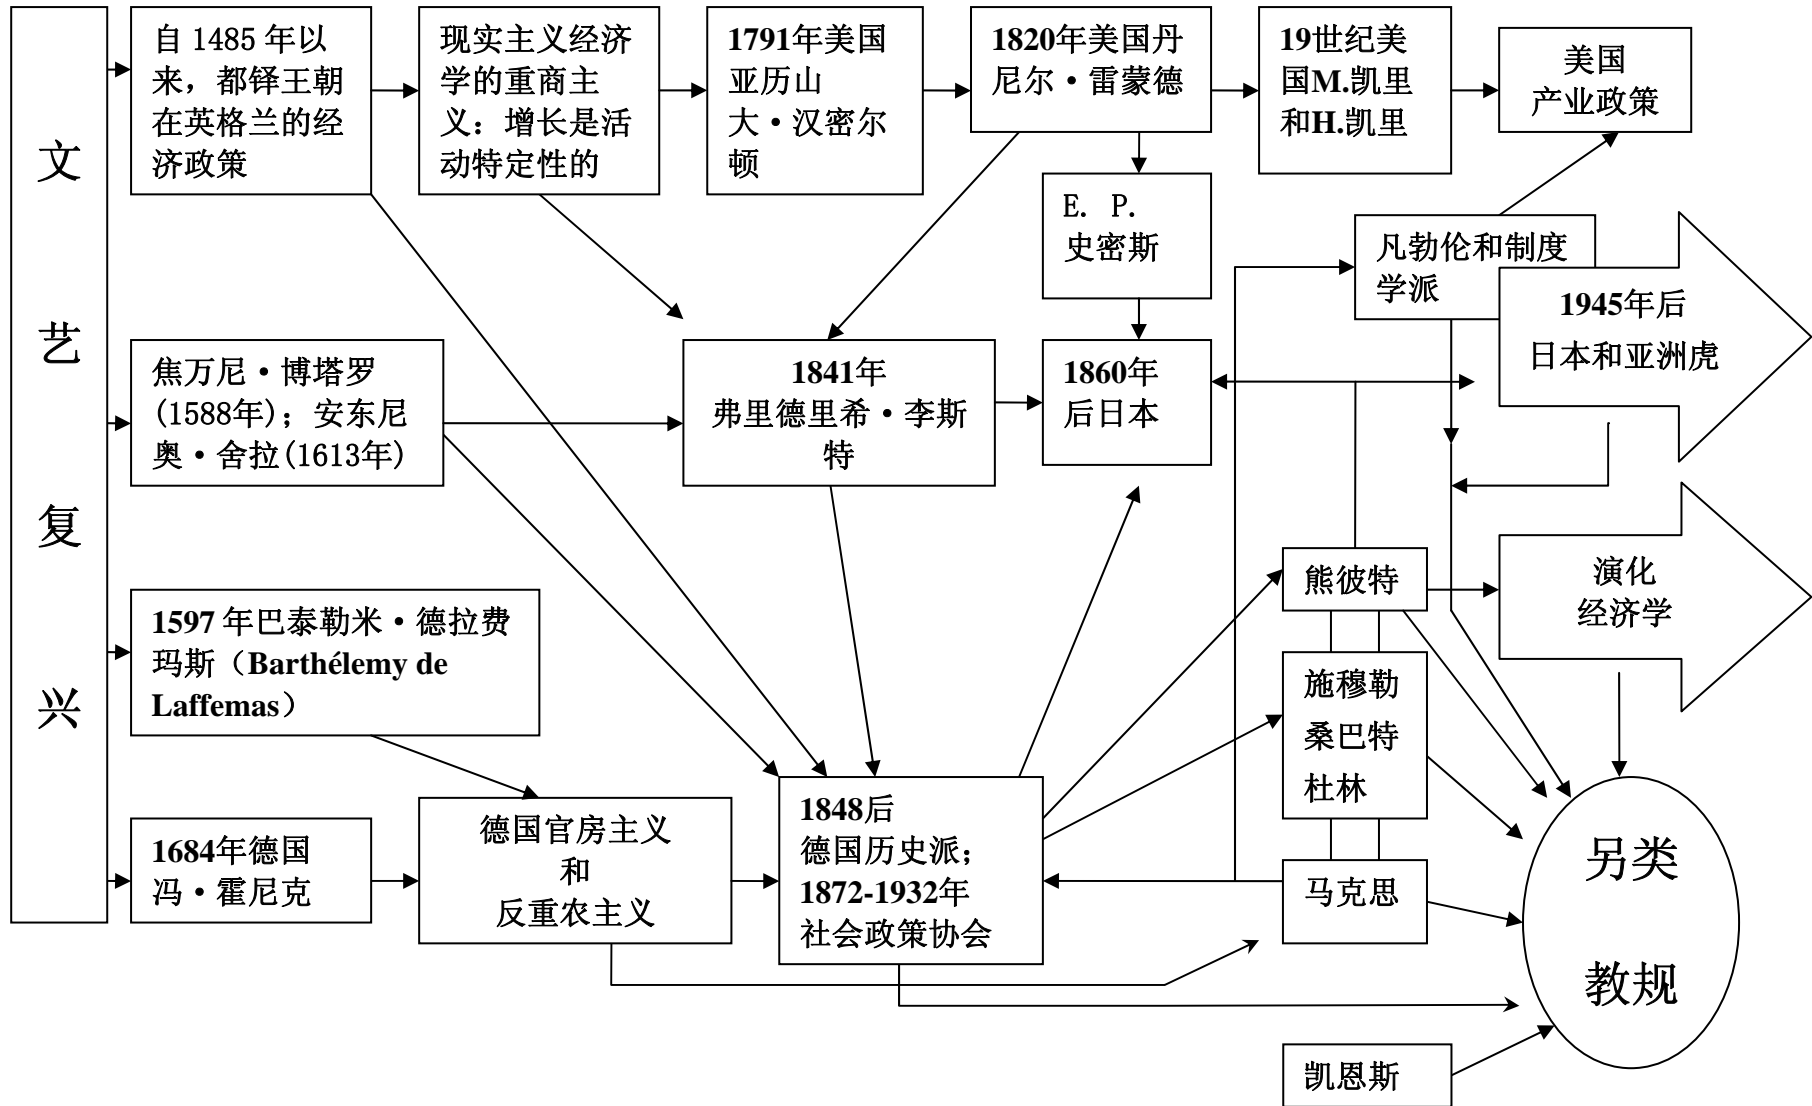 文
艺
复
兴
自 1485 年以
来，都铎王朝
在英格兰的经
济政策
现实主义经济
学的重商主
义：增长是活
动特定性的
1791年美国
亚历山
大·汉密尔
顿
1820年美国丹
尼尔·雷蒙德
19世纪美
国M.凯里
和H.凯里
美国
产业政策
E. P.
史密斯
凡勃伦和制度
学派
1945年后
日本和亚洲虎
焦万尼·博塔罗
(1588年)；安东尼
奥·舍拉(1613年)
1841年
弗里德里希·李斯
特
1860年
后日本
1597 年巴泰勒米·德拉费
玛斯（Barthélemy de
Laffemas）
熊彼特
演化
经济学
施穆勒
桑巴特
杜林
1684年德国
冯·霍尼克
德国官房主义
和
反重农主义
1848后
德国历史派；
1872-1932年
社会政策协会
马克思
另类
教规
凯恩斯